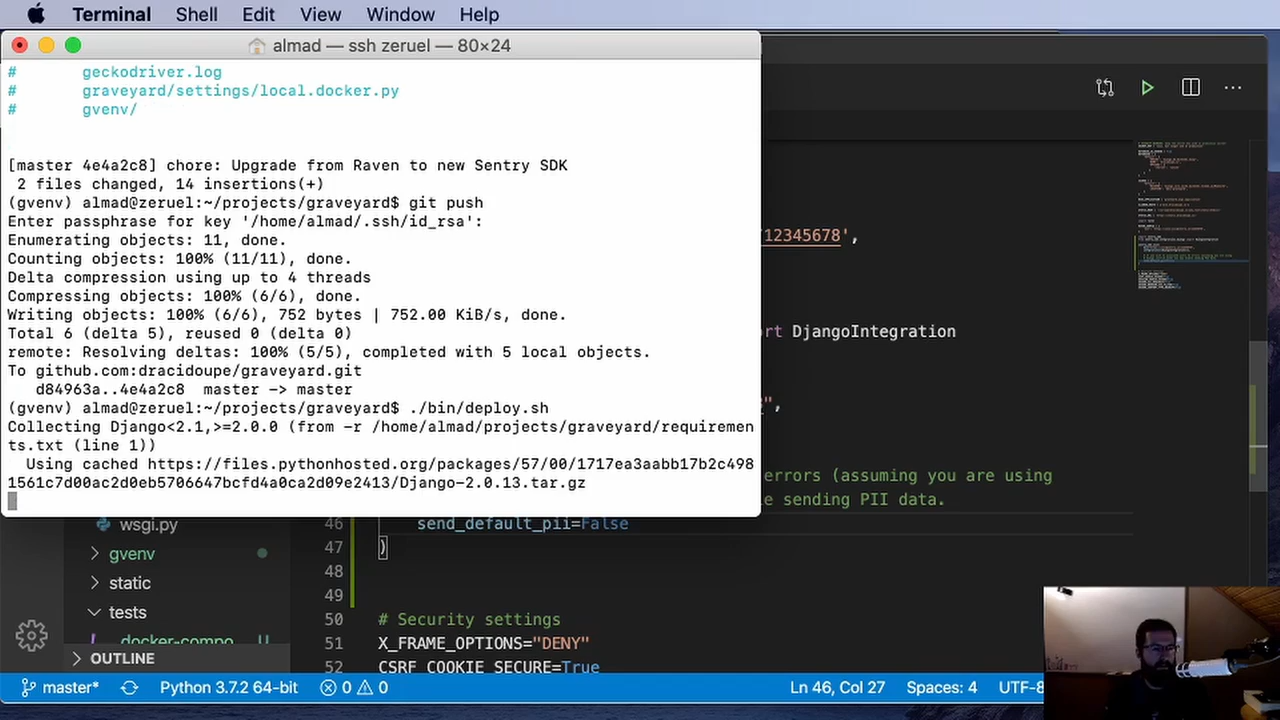 Terminal Shell Edit View Window Help
almad — ssh zeruel — 80×24
# geckodriver.log
# graveyard/settings/local.docker.py
# gvenv/
[master 4e4a2c8] chore: Upgrade from Raven to new Sentry SDK
2 files changed, 14 insertions(+)
(gvenv) almad@zeruel:~/projects/graveyard$ git push
Enter passphrase for key '/home/almad/.ssh/id_rsa':
Enumerating objects: 11, done.
Counting objects: 100% (11/11), done.
Delta compression using up to 4 threads
Compressing objects: 100% (6/6), done.
Writing objects: 100% (6/6), 752 bytes | 752.00 KiB/s, done.
Total 6 (delta 5), reused 0 (delta 0)
remote: Resolving deltas: 100% (5/5), completed with 5 local objects.
To github.com:dracidoupe/graveyard.git
d84963a..4e4a2c8 master -> master
(gvenv) almad@zeruel:~/projects/graveyard$ ./bin/deploy.sh
Collecting Django<2.1,>=2.0.0 (from -r /home/almad/projects/graveyard/requiremen
ts.txt (line 1))
Using cached https://files.pythonhosted.org/packages/57/00/1717ea3aabb17b2c498
1561c7d00ac2d0eb5706647bcfd4a0ca2d09e2413/Django-2.0.13.tar.gz
12345678',
rt DjangoIntegration
",
errors (assuming you are using
e sending PII data.
46 send_default_pii=False
47 )
48
49
50 # Security settings
51 X_FRAME_OPTIONS="DENY"
52 CSRF_COOKIE_SECURE=True
wsgi.py
gvenv
static
tests
docker-compo U
OUTLINE
master* Python 3.7.2 64-bit 0 0 Ln 46, Col 27 Spaces: 4 UTF-8